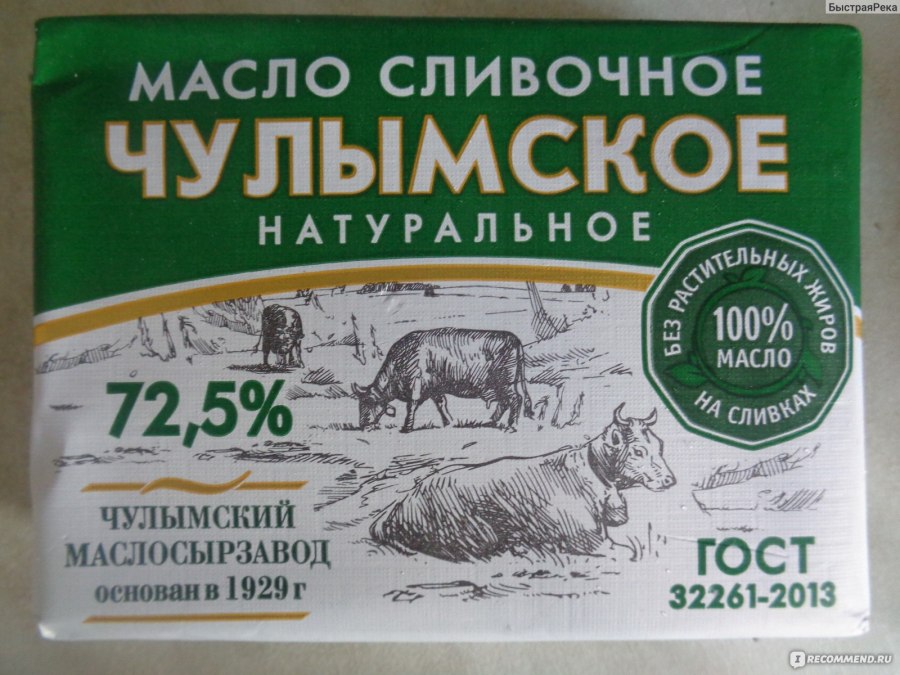 БыстраяРека
МАСЛО СЛИВОЧНОЕ
ЧУЛЫМСКОЕ
НАТУРАЛЬНОЕ
БЕЗ РАСТИТЕЛЬНЫХ ЖИРОВ
100%
МАСЛО
НА СЛИВКАХ
72,5%
ЧУЛЫМСКИЙ
МАСЛОСЫРЗАВОД
основан в 1929 г
ГОСТ
32261-2013
I RECOMMEND.RU